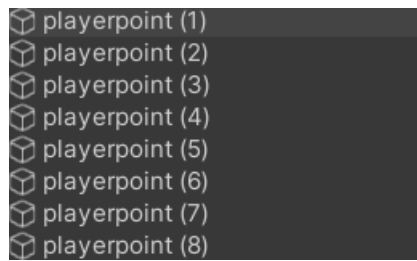 playerpoint (1)
playerpoint (2)
playerpoint (3)
playerpoint (4)
playerpoint (5)
playerpoint (6)
playerpoint (7)
playerpoint (8)